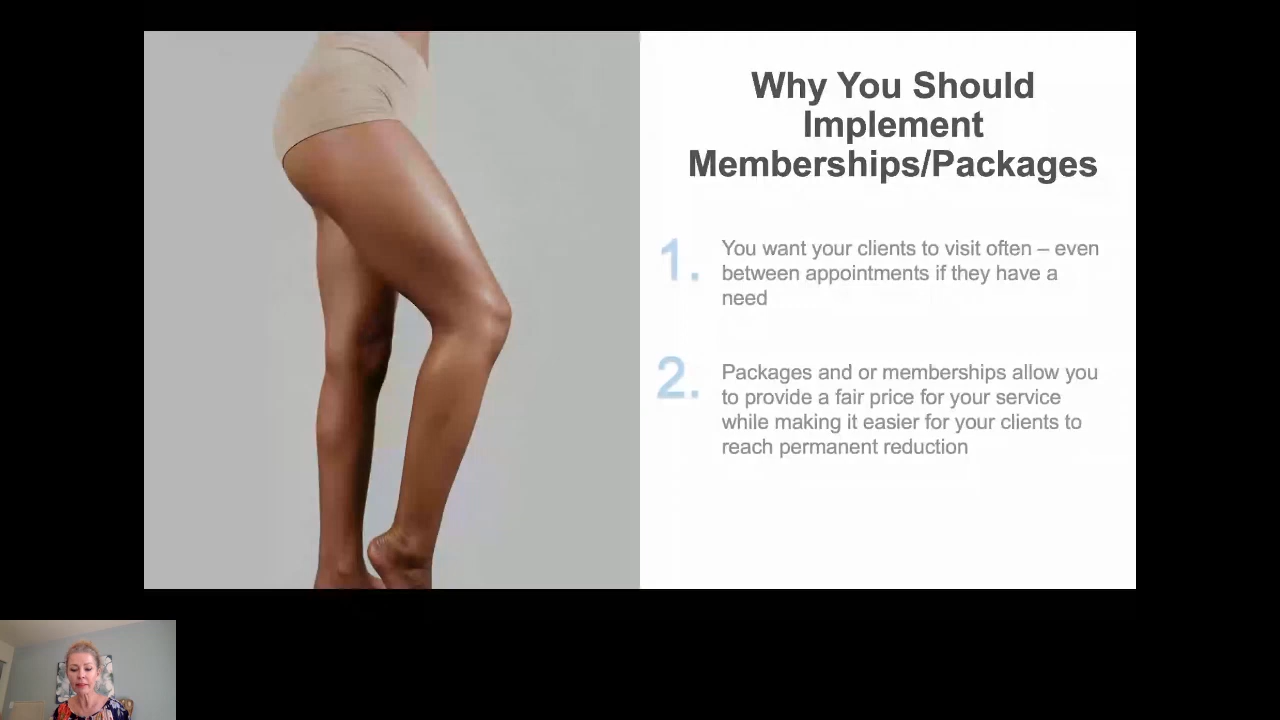 Why You Should
Implement
Memberships/Packages
1.
You want your clients to visit often – even
between appointments if they have a
need
2.
Packages and or memberships allow you
to provide a fair price for your service
while making it easier for your clients to
reach permanent reduction